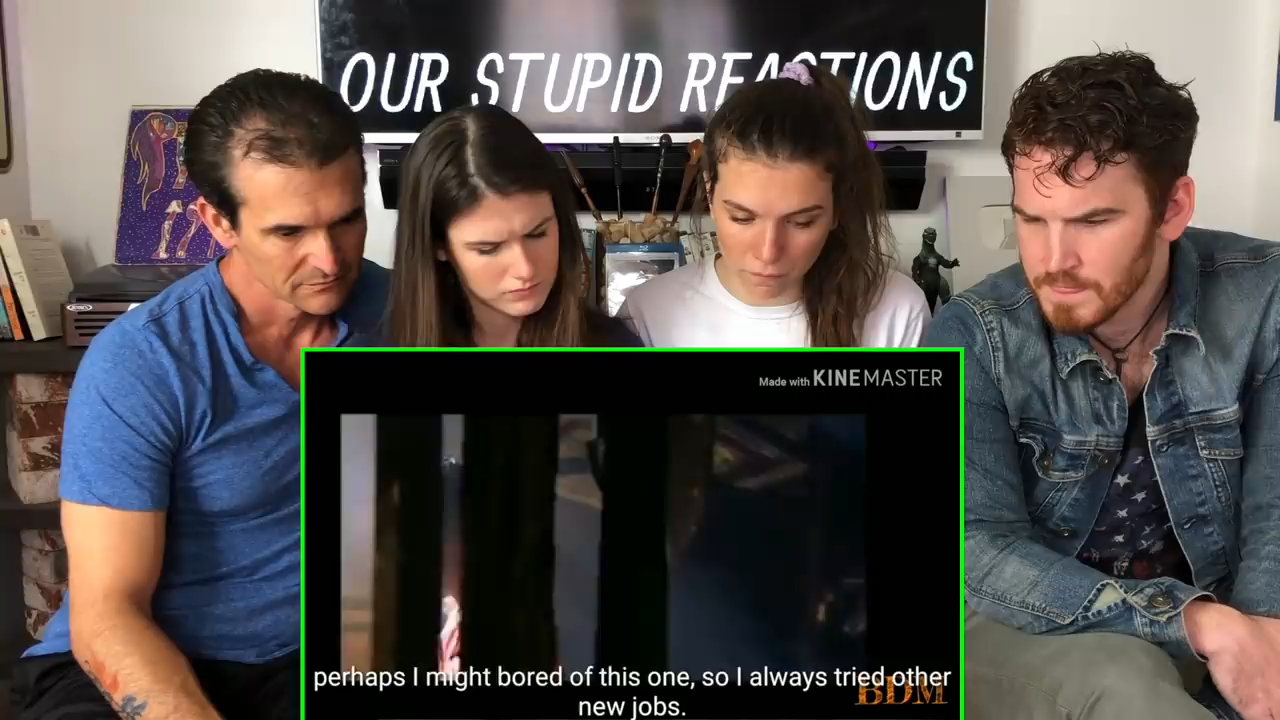 OUR STUPID REACTIONS
Made with KINEMASTER
perhaps I might bored of this one, so I always tried other
new jobs.
BDM